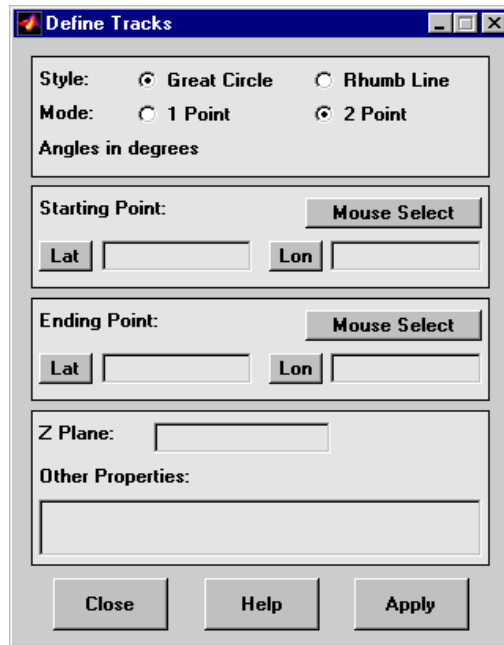 Define Tracks
Style: Great Circle Rhumb Line
Mode: 1 Point 2 Point
Angles in degrees
Starting Point: Mouse Select
Lat Lon
Ending Point: Mouse Select
Lat Lon
Z Plane:
Other Properties:
Close Help Apply